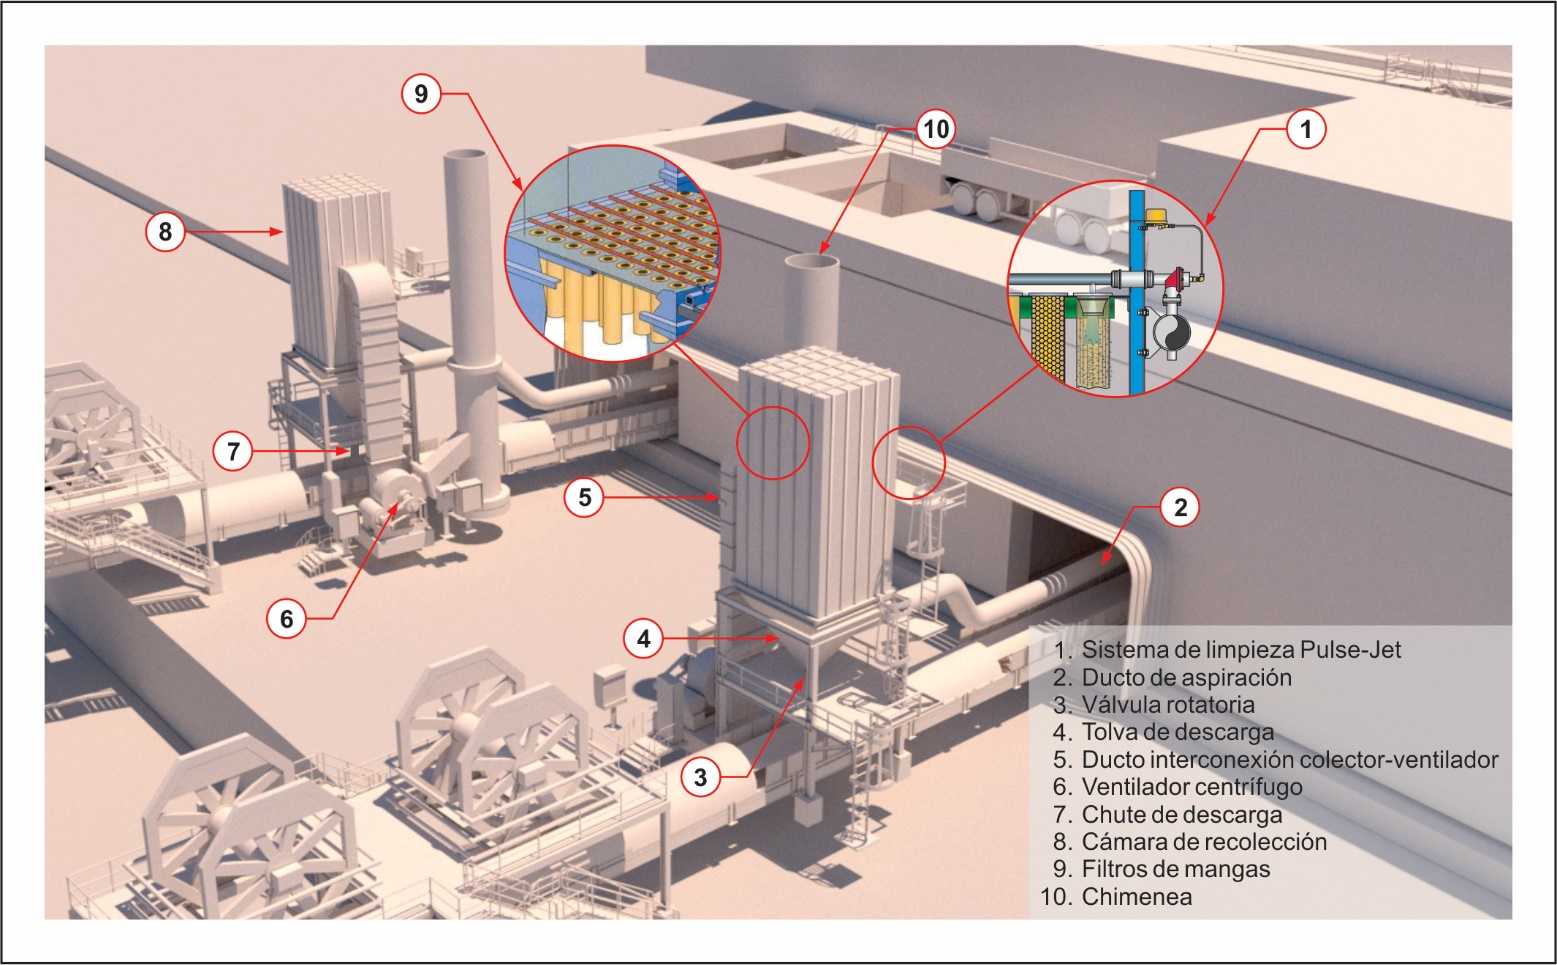 9
10
1
8
7
5
2
6
4
3
1. Sistema de limpieza Pulse-Jet
2. Ducto de aspiración
3. Válvula rotatoria
4. Tolva de descarga
5. Ducto interconexión colector-ventilador
6. Ventilador centrífugo
7. Chute de descarga
8. Cámara de recolección
9. Filtros de mangas
10. Chimenea